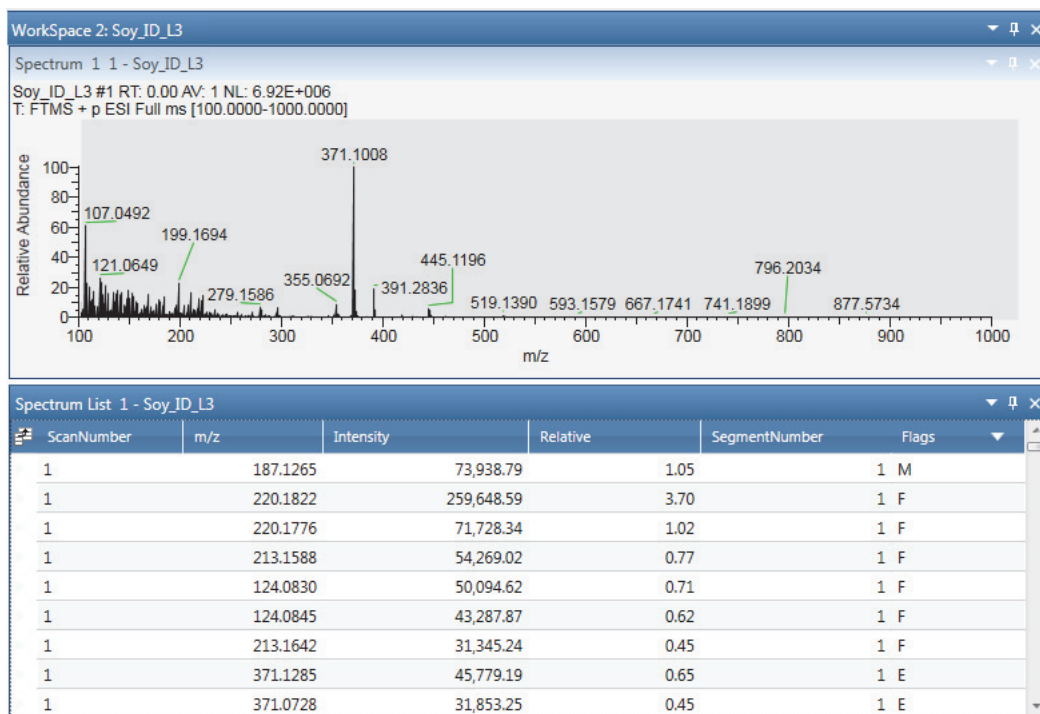 WorkSpace 2: Soy_ID_L3
Spectrum 1 1 - Soy_ID_L3
Soy_ID_L3 #1 RT: 0.00 AV: 1 NL: 6.92E+006
T: FTMS + p ESI Full ms [100.0000-1000.0000]
Relative Abundance
100
80
60
40
20
0
371.1008
107.0492
199.1694
121.0649
279.1586
355.0692
391.2836
445.1196
519.1390
593.1579
667.1741
741.1899
796.2034
877.5734
100 200 300 400 500 600 700 800 900 1000
m/z
Spectrum List 1 - Soy_ID_L3
ScanNumber m/z Intensity Relative SegmentNumber Flags
1 187.1265 73,938.79 1.05 1 M
1 220.1822 259,648.59 3.70 1 F
1 220.1776 71,728.34 1.02 1 F
1 213.1588 54,269.02 0.77 1 F
1 124.0830 50,094.62 0.71 1 F
1 124.0845 43,287.87 0.62 1 F
1 213.1642 31,345.24 0.45 1 F
1 371.1285 45,779.19 0.65 1 E
1 371.0728 31,853.25 0.45 1 E